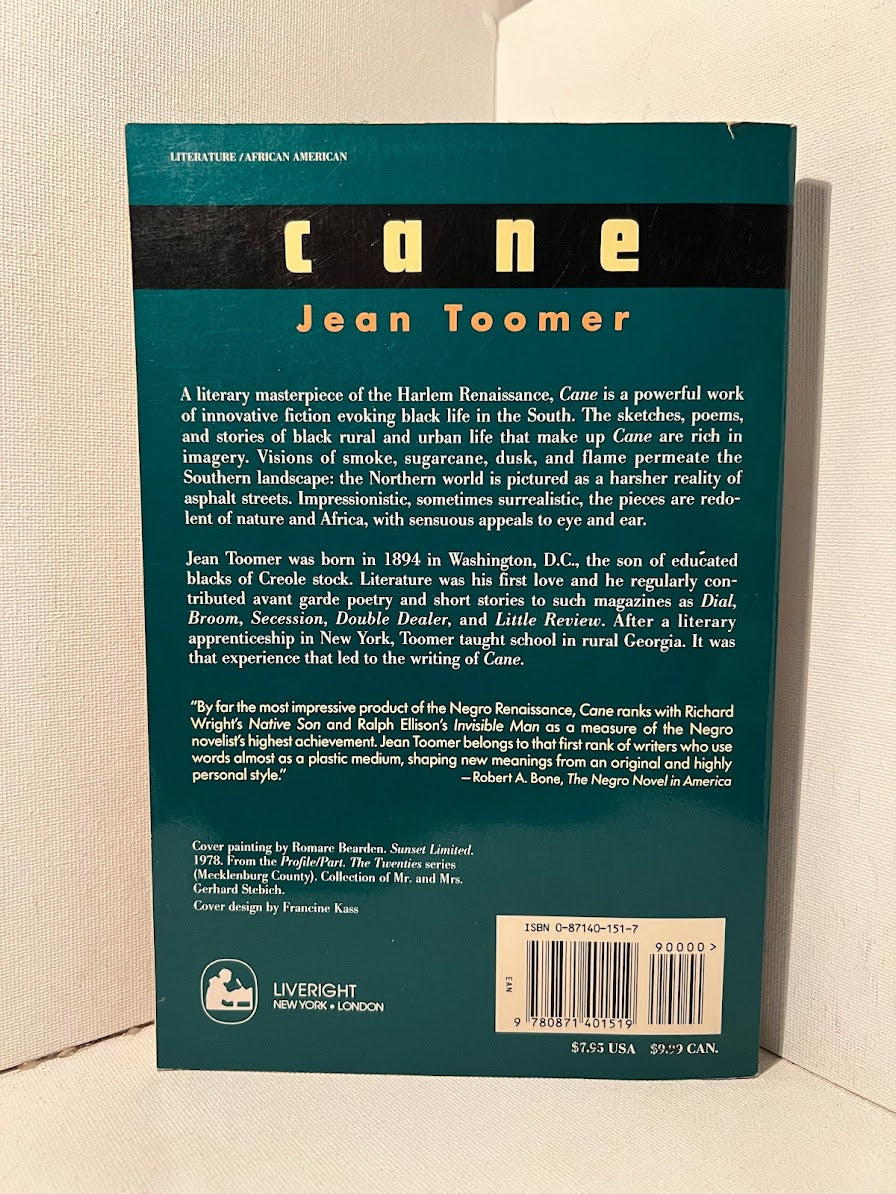 LITERATURE / AFRICAN AMERICAN
cane
Jean Toomer
A literary masterpiece of the Harlem Renaissance, Cane is a powerful work
of innovative fiction evoking black life in the South. The sketches, poems,
and stories of black rural and urban life that make up Cane are rich in
imagery. Visions of smoke, sugarcane, dusk, and flame permeate the
Southern landscape: the Northern world is pictured as a harsher reality of
asphalt streets. Impressionistic, sometimes surrealistic, the pieces are redo-
lent of nature and Africa, with sensuous appeals to eye and ear.
Jean Toomer was born in 1894 in Washington, D.C., the son of educated
blacks of Creole stock. Literature was his first love and he regularly con-
tributed avant garde poetry and short stories to such magazines as Dial,
Broom, Secession, Double Dealer, and Little Review. After a literary
apprenticeship in New York, Toomer taught school in rural Georgia. It was
that experience that led to the writing of Cane.
"By far the most impressive product of the Negro Renaissance, Cane ranks with Richard
Wright's Native Son and Ralph Ellison's Invisible Man as a measure of the Negro
novelist's highest achievement. Jean Toomer belongs to that first rank of writers who use
words almost as a plastic medium, shaping new meanings from an original and highly
personal style." —Robert A. Bone, The Negro Novel in America
Cover painting by Romare Bearden. Sunset Limited.
1978. From the Profile/Part. The Twenties series
(Mecklenburg County). Collection of Mr. and Mrs.
Gerhard Stebich.
Cover design by Francine Kass
LIVERIGHT
NEW YORK • LONDON
ISBN 0-87140-151-7
90000 >
EAN
9 780871 401519
$7.95 USA $9.99 CAN.